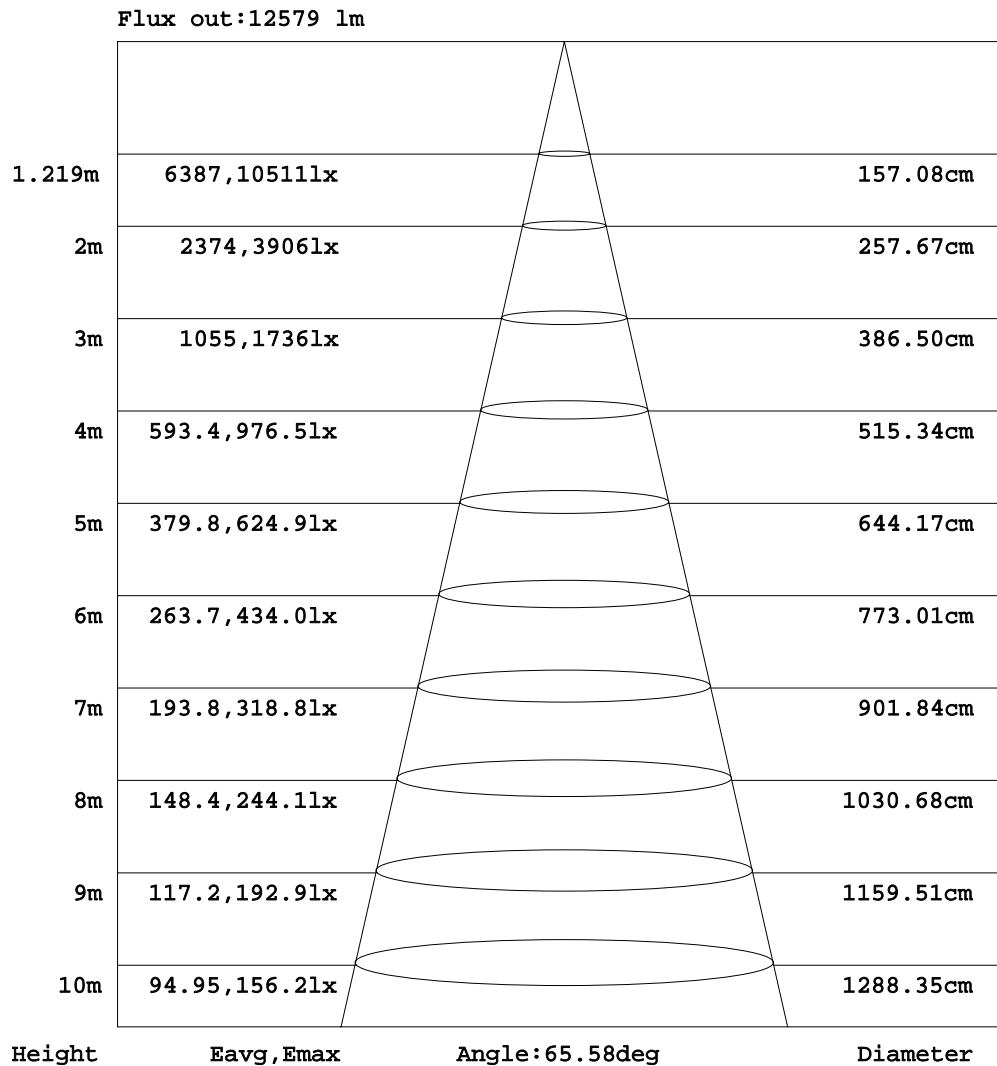 Flux out:12579 lm
1.219m 6387,10511lx 157.08cm
2m 2374,3906lx 257.67cm
3m 1055,1736lx 386.50cm
4m 593.4,976.5lx 515.34cm
5m 379.8,624.9lx 644.17cm
6m 263.7,434.0lx 773.01cm
7m 193.8,318.8lx 901.84cm
8m 148.4,244.1lx 1030.68cm
9m 117.2,192.9lx 1159.51cm
10m 94.95,156.2lx 1288.35cm
Height Eavg,Emax Angle:65.58deg Diameter